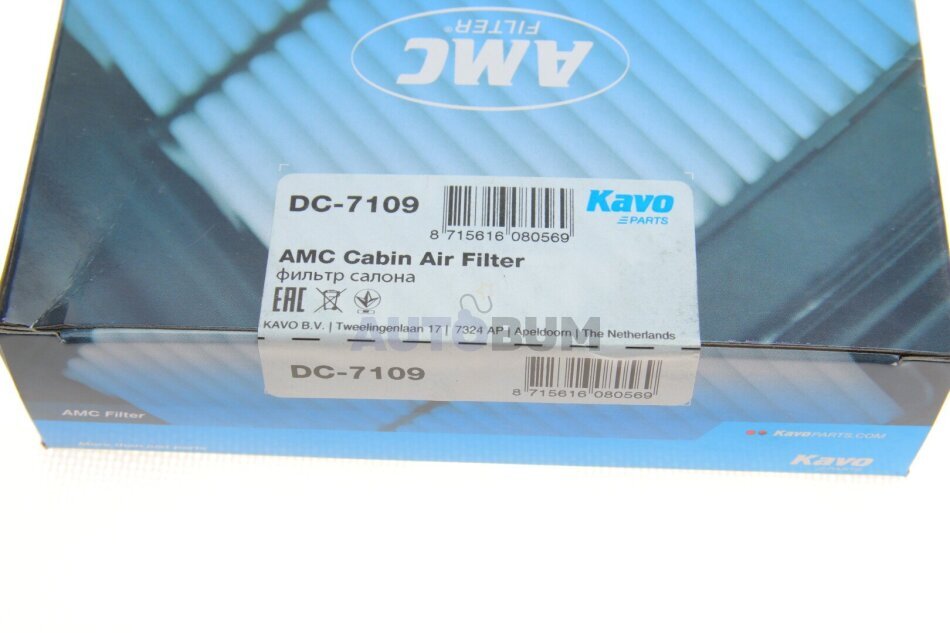 AMC
FILTER®
DC-7109
8 715616 080569
Kavo
PARTS
AMC Cabin Air Filter
фильтр салона
EAC
KAVO B.V. | Tweelingenlaan 17 | 7324 AP | Apeldoorn | The Netherlands
AUTOBUM
DC-7109
8 715616 080569
AMC Filter
KavoPARTS.COM
Kavo